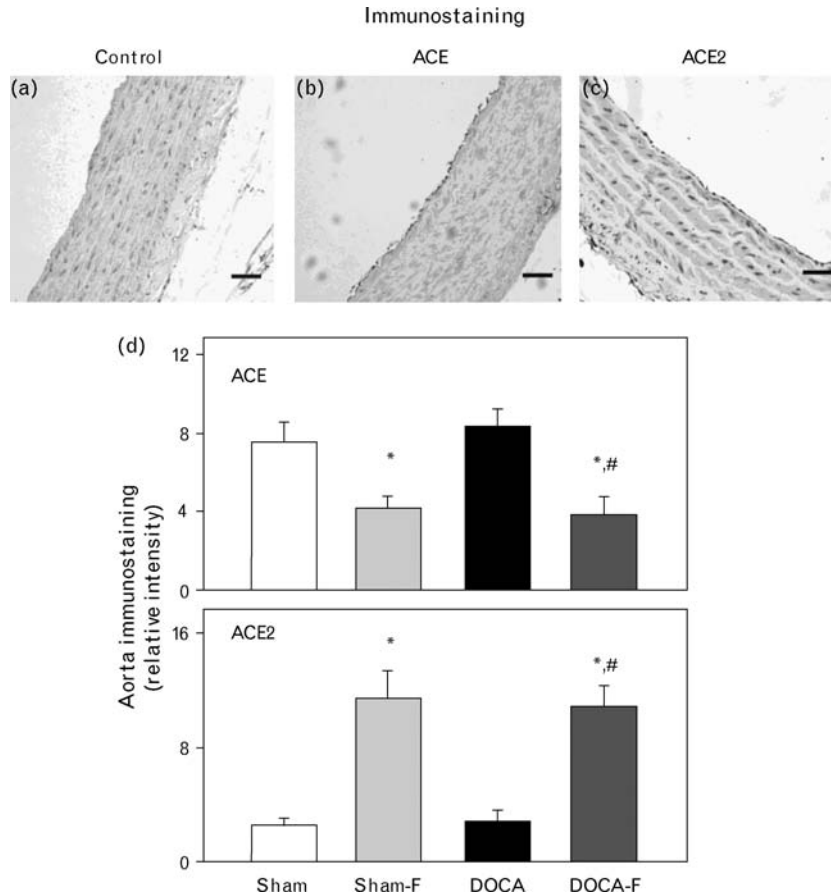 Immunostaining
Control
ACE
ACE2
(a)
(b)
(c)
(d)
Aorta immunostaining
(relative intensity)
12
8
4
0
ACE
*
*,#
16
8
0
ACE2
*
*,#
Sham
Sham-F
DOCA
DOCA-F